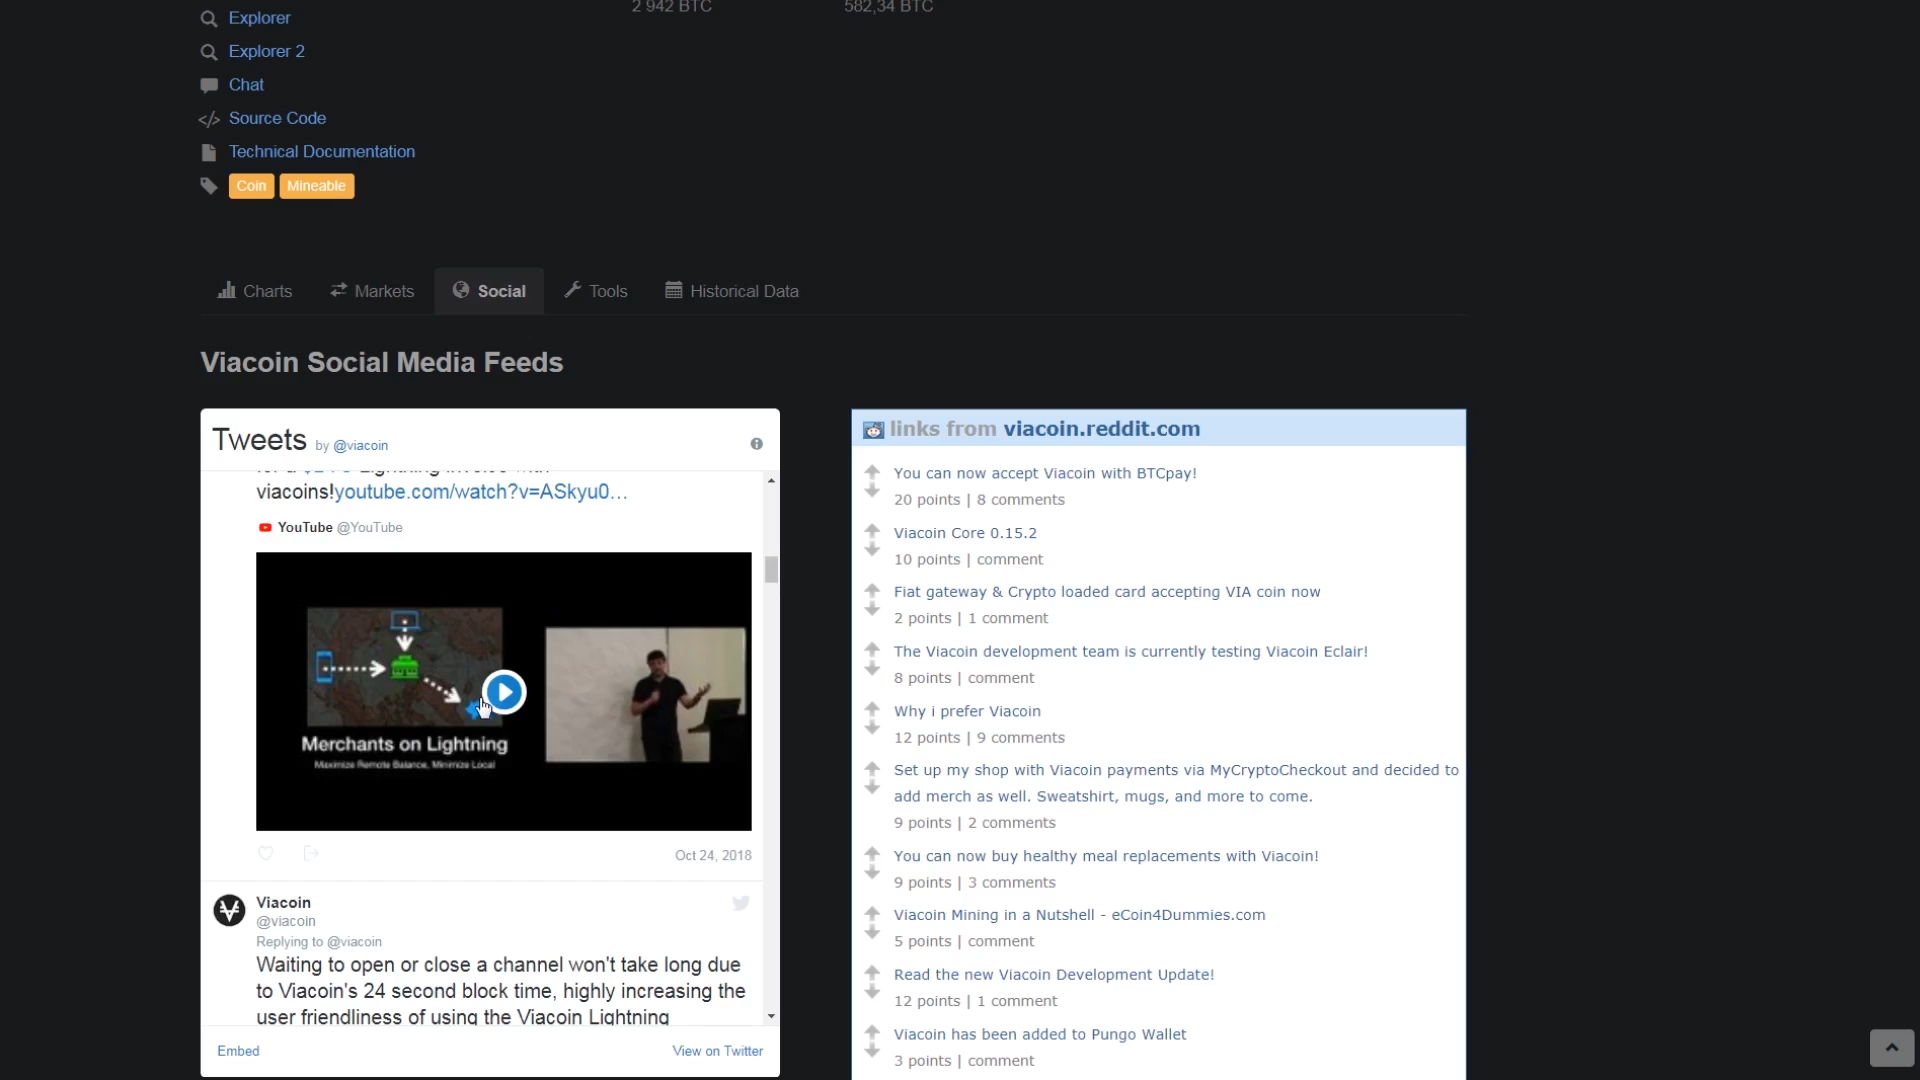 2 942 BTC 582,34 BTC
Explorer
Explorer 2
Chat
Source Code
Technical Documentation
Coin Mineable
Charts Markets Social Tools Historical Data
Viacoin Social Media Feeds
Tweets by @viacoin
viacoins!youtube.com/watch?v=ASkyu0…
YouTube @YouTube
Merchants on Lightning
Maximize Remote Balance, Minimize Local
Oct 24, 2018
Viacoin
@viacoin
Replying to @viacoin
Waiting to open or close a channel won't take long due
to Viacoin's 24 second block time, highly increasing the
user friendliness of using the Viacoin Lightning
Embed View on Twitter
links from viacoin.reddit.com
You can now accept Viacoin with BTCpay!
20 points | 8 comments
Viacoin Core 0.15.2
10 points | comment
Fiat gateway & Crypto loaded card accepting VIA coin now
2 points | 1 comment
The Viacoin development team is currently testing Viacoin Eclair!
8 points | comment
Why i prefer Viacoin
12 points | 9 comments
Set up my shop with Viacoin payments via MyCryptoCheckout and decided to
add merch as well. Sweatshirt, mugs, and more to come.
9 points | 2 comments
You can now buy healthy meal replacements with Viacoin!
9 points | 3 comments
Viacoin Mining in a Nutshell - eCoin4Dummies.com
5 points | comment
Read the new Viacoin Development Update!
12 points | 1 comment
Viacoin has been added to Pungo Wallet
3 points | comment